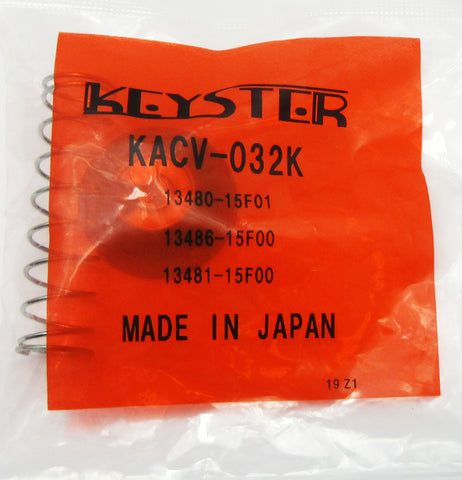 KEYSTER
KACV-032K
13480-15F01
13486-15F00
13481-15F00
MADE IN JAPAN
19 Z1